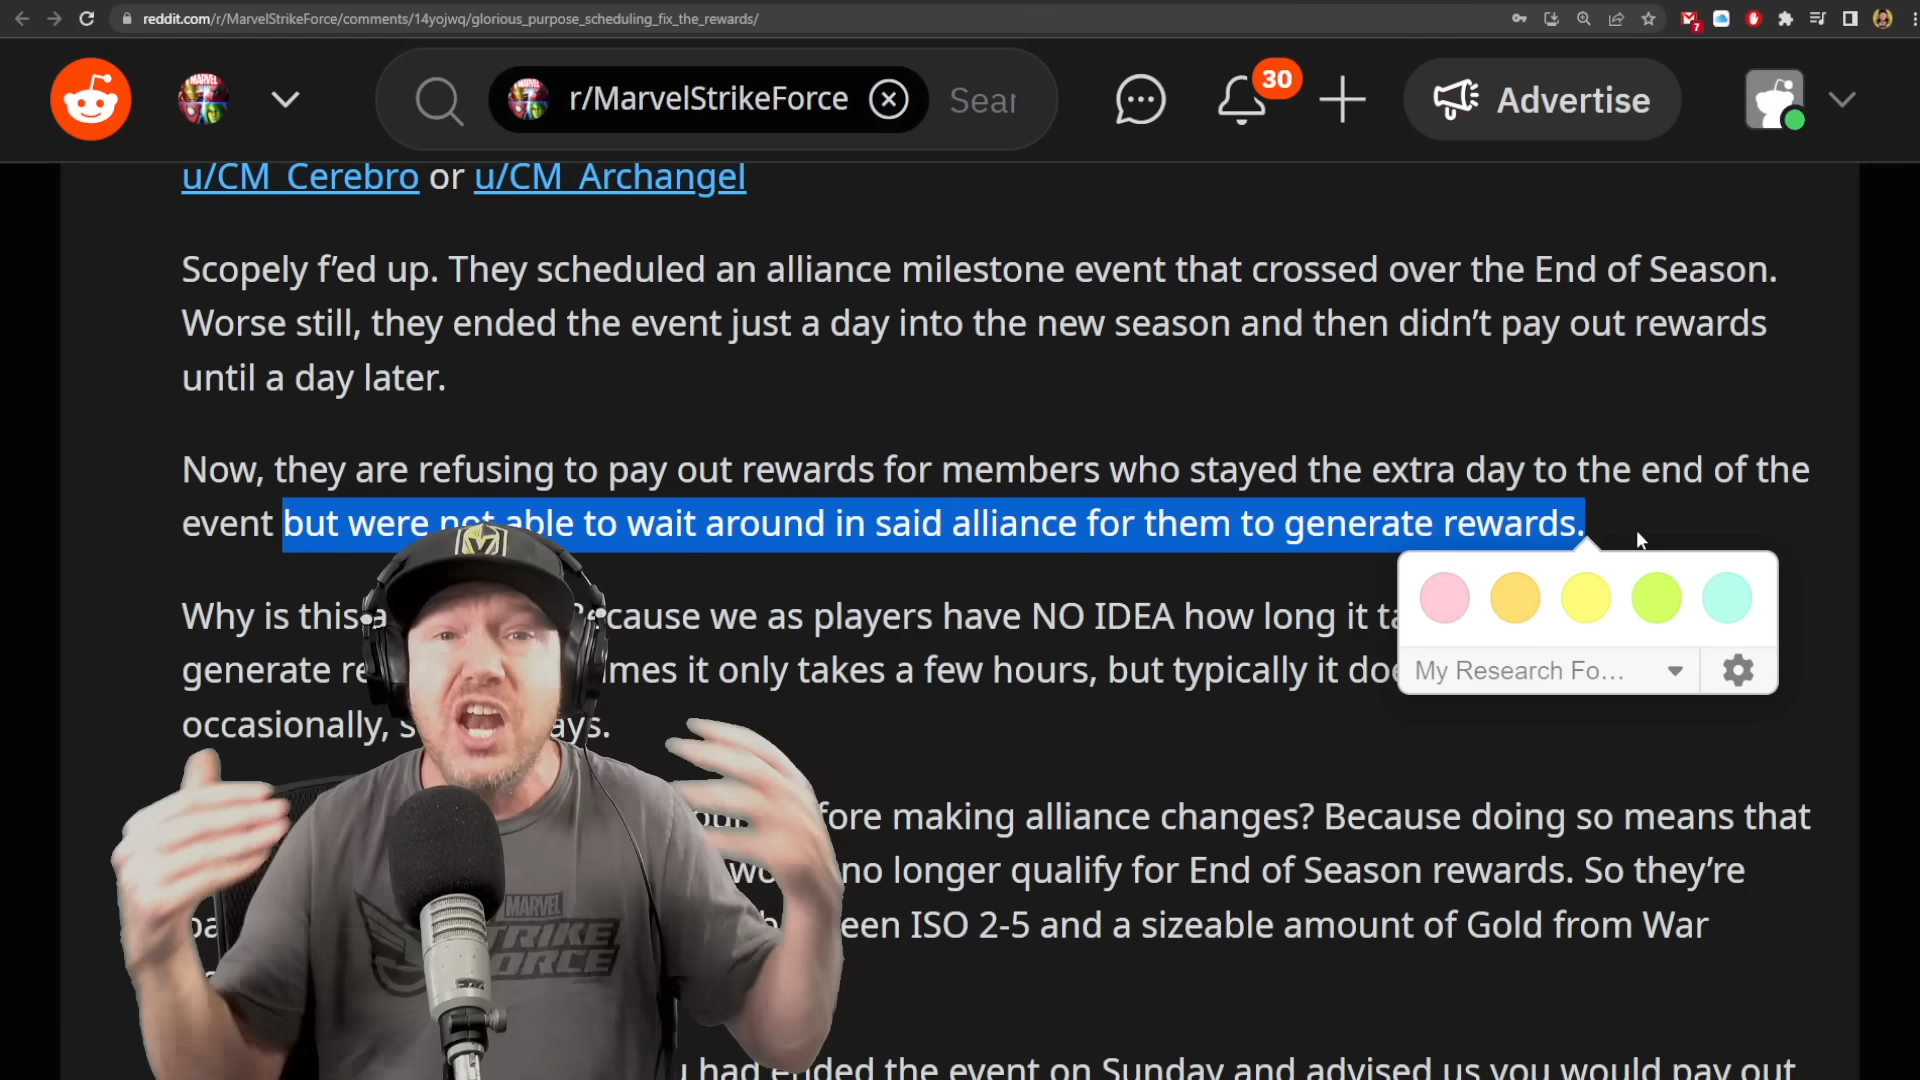 reddit.com/r/MarvelStrikeForce/comments/14yojwq/glorious_purpose_scheduling_fix_the_rewards/
7
r/MarvelStrikeForce
Sear
30
Advertise
u/CM_Cerebro or u/CM_Archangel
Scopely f'ed up. They scheduled an alliance milestone event that crossed over the End of Season.
Worse still, they ended the event just a day into the new season and then didn't pay out rewards
until a day later.
Now, they are refusing to pay out rewards for members who stayed the extra day to the end of the
event but were not able to wait around in said alliance for them to generate rewards.
Why is this a cause we as players have NO IDEA how long it ta
generate re mes it only takes a few hours, but typically it doe
My Research Fo...
occasionally, s ays.
fore making alliance changes? Because doing so means that
no longer qualify for End of Season rewards. So they're
een ISO 2-5 and a sizeable amount of Gold from War
MARVEL
STRIKE
FORCE
had ended the event on Sunday and advised us you would pay out